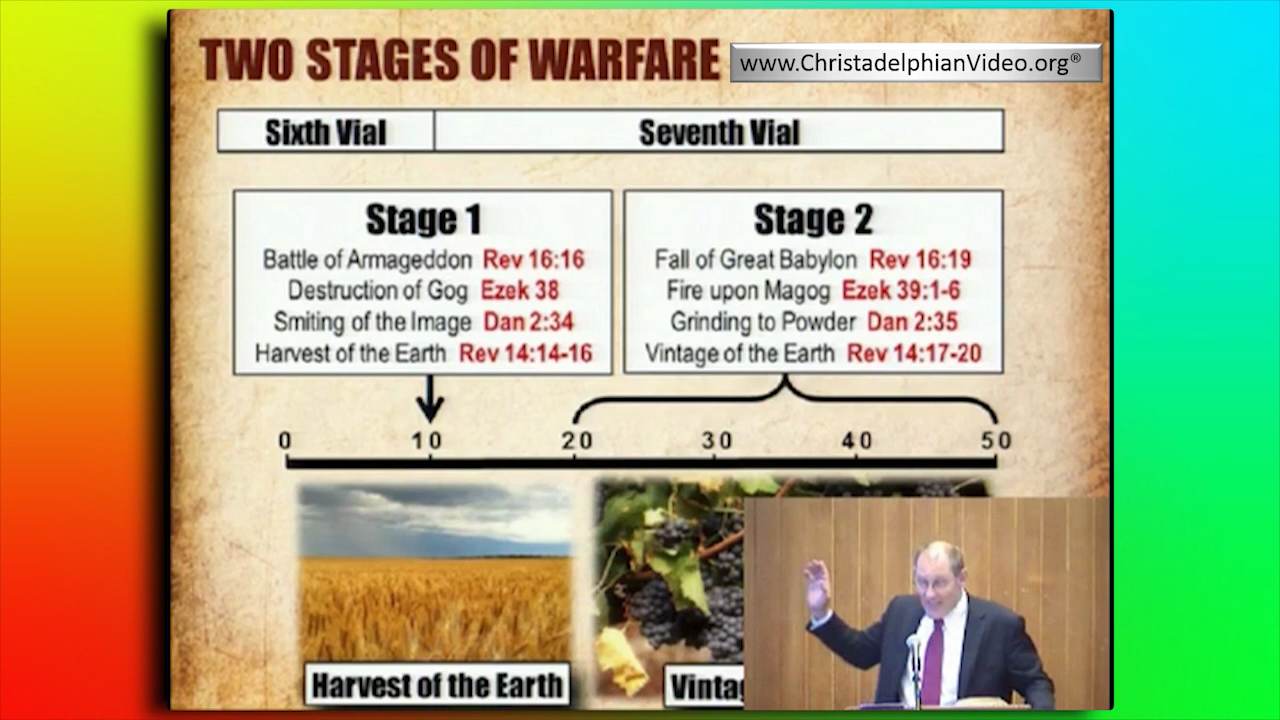 TWO STAGES OF WARFARE
www.ChristadelphianVideo.org®
Sixth Vial
Seventh Vial
Stage 1
Battle of Armageddon Rev 16:16
Destruction of Gog Ezek 38
Smiting of the Image Dan 2:34
Harvest of the Earth Rev 14:14-16
Stage 2
Fall of Great Babylon Rev 16:19
Fire upon Magog Ezek 39:1-6
Grinding to Powder Dan 2:35
Vintage of the Earth Rev 14:17-20
0 10 20 30 40 50
Harvest of the Earth